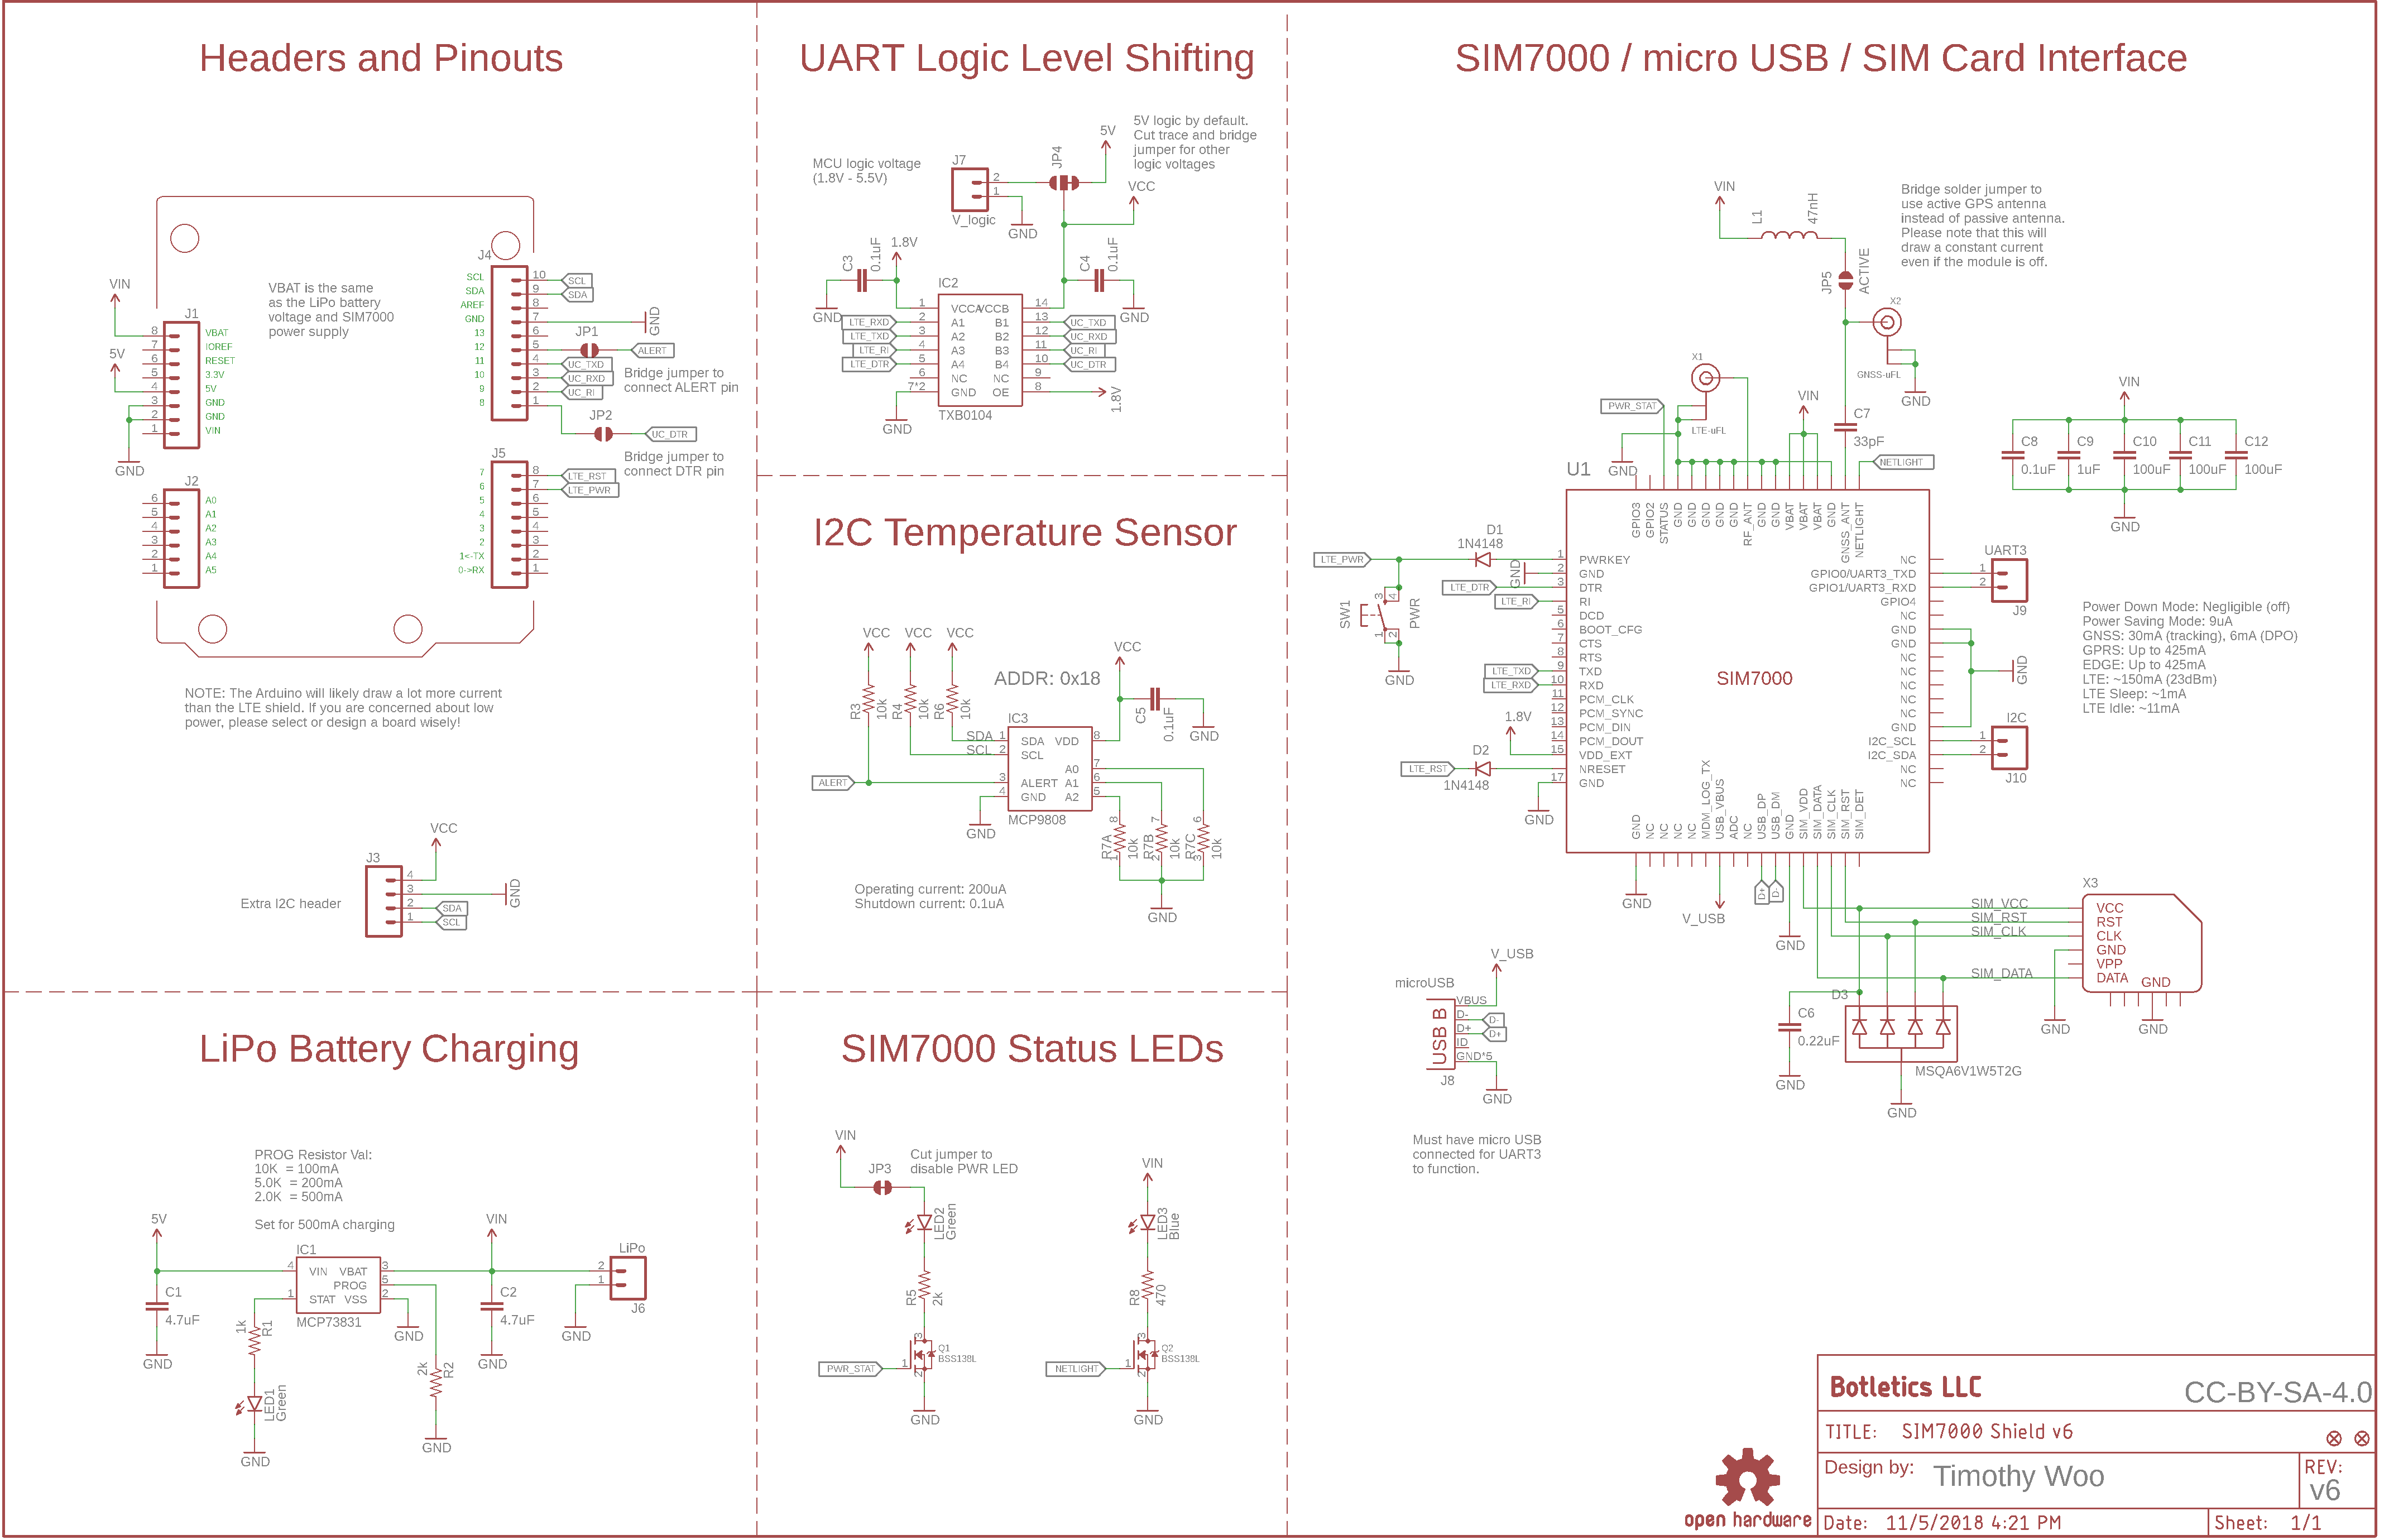 Headers and Pinouts
VIN
5V
GND
VBAT is the same
as the LiPo battery
voltage and SIM7000
power supply
J1
8 VBAT
7 IOREF
6 RESET
5 3.3V
4 5V
3 GND
2 GND
1 VIN
J2
6 A0
5 A1
4 A2
3 A3
2 A4
1 A5
J4
SCL 10 SCL
SDA 9 SDA
AREF 8
GND 7 GND
13 6
12 5 JP1 ALERT
11 4 UC_TXD
10 3 UC_RXD
9 2 UC_RI
8 1
Bridge jumper to
connect ALERT pin
JP2 UC_DTR
Bridge jumper to
connect DTR pin
J5
7 8 LTE_RST
6 7 LTE_PWR
5 6
4 5
3 4
2 3
1<-TX 2
0->RX 1
NOTE: The Arduino will likely draw a lot more current
than the LTE shield. If you are concerned about low
power, please select or design a board wisely!
Extra I2C header
J3
VCC
4
3 GND
2 SDA
1 SCL
LiPo Battery Charging
PROG Resistor Val:
10K = 100mA
5.0K = 200mA
2.0K = 500mA
Set for 500mA charging
5V
VIN
LiPo
IC1
4 VIN VBAT 3
PROG 5
1 STAT VSS 2
MCP73831
C1
4.7uF
GND
1k R1
LED1
Green
GND
GND
2k R2
GND
C2
4.7uF
GND
2
1
J6
GND
UART Logic Level Shifting
MCU logic voltage
(1.8V - 5.5V)
J7
2
1
V_logic
GND
JP4
5V
5V logic by default.
Cut trace and bridge
jumper for other
logic voltages
VCC
C3
0.1uF
1.8V
GND
C4
0.1uF
GND
IC2
1 VCCA VCCB 14
LTE_RXD 2 A1 B1 13 UC_TXD
LTE_TXD 3 A2 B2 12 UC_RXD
LTE_RI 4 A3 B3 11 UC_RI
LTE_DTR 5 A4 B4 10 UC_DTR
6 NC NC 9
7*2 GND OE 8 1.8V
TXB0104
GND
I2C Temperature Sensor
VCC VCC VCC
VCC
ADDR: 0x18
R3 10k
R4 10k
R6 10k
C5
0.1uF
GND
IC3
SDA 1 SDA VDD 8
SCL 2 SCL
A0 7
ALERT 3 ALERT A1 6
4 GND A2 5
MCP9808
GND
8 R7A 10k 1
7 R7B 10k 2
6 R7C 10k 3
GND
Operating current: 200uA
Shutdown current: 0.1uA
SIM7000 Status LEDs
VIN
JP3
Cut jumper to
disable PWR LED
LED2
Green
R5
2k
PWR_STAT
1
3
2
Q1
BSS138L
GND
VIN
LED3
Blue
R8
470
NETLIGHT
1
3
2
Q2
BSS138L
GND
SIM7000 / micro USB / SIM Card Interface
VIN
L1
47nH
JP5
ACTIVE
Bridge solder jumper to
use active GPS antenna
instead of passive antenna.
Please note that this will
draw a constant current
even if the module is off.
X2
GNSS-uFL
GND
X1
LTE-uFL
PWR_STAT
GND
VIN
C7
33pF
NETLIGHT
VIN
C8
0.1uF
C9
1uF
C10
100uF
C11
100uF
C12
100uF
GND
U1
SIM7000
GPIO3
GPIO2
STATUS
GND
GND
GND
GND
GND
RF_ANT
GND
GND
VBAT
VBAT
VBAT
GND
GNSS_ANT
NETLIGHT
LTE_PWR
D1
1N4148
1 PWRKEY
GND 2 GND
LTE_DTR 3 DTR
LTE_RI RI
5 DCD
6 BOOT_CFG
7 CTS
8 RTS
LTE_TXD 9 TXD
LTE_RXD 10 RXD
11 PCM_CLK
12 PCM_SYNC
13 PCM_DIN
14 PCM_DOUT
1.8V 15 VDD_EXT
LTE_RST D2 NRESET
1N4148
17 GND
GND
SW1
3
4
1
2
PWR
GND
NC
GPIO0/UART3_TXD
GPIO1/UART3_RXD
GPIO4
NC
GND
GND
NC
NC
NC
NC
NC
GND
I2C_SCL
I2C_SDA
NC
NC
UART3
1
2
J9
GND
I2C
1
2
J10
Power Down Mode: Negligible (off)
Power Saving Mode: 9uA
GNSS: 30mA (tracking), 6mA (DPO)
GPRS: Up to 425mA
EDGE: Up to 425mA
LTE: ~150mA (23dBm)
LTE Sleep: ~1mA
LTE Idle: ~11mA
GND
NC
NC
NC
NC
MDM_LOG_TX
USB_VBUS
ADC
NC
USB_DP
USB_DM
GND
SIM_VDD
SIM_DATA
SIM_CLK
SIM_RST
SIM_DET
GND
V_USB
D+
D-
GND
X3
SIM_VCC VCC
SIM_RST RST
SIM_CLK CLK
GND
VPP
SIM_DATA DATA GND
GND
GND
D3
C6
0.22uF
GND
MSQA6V1W5T2G
GND
microUSB
V_USB
USB B
VBUS
D- D-
D+ D+
ID
GND*5
J8
GND
Must have micro USB
connected for UART3
to function.
open hardware
Botletics LLC
CC-BY-SA-4.0
TITLE: SIM7000 Shield v6
Design by: Timothy Woo
REV:
v6
Date: 11/5/2018 4:21 PM
Sheet: 1/1